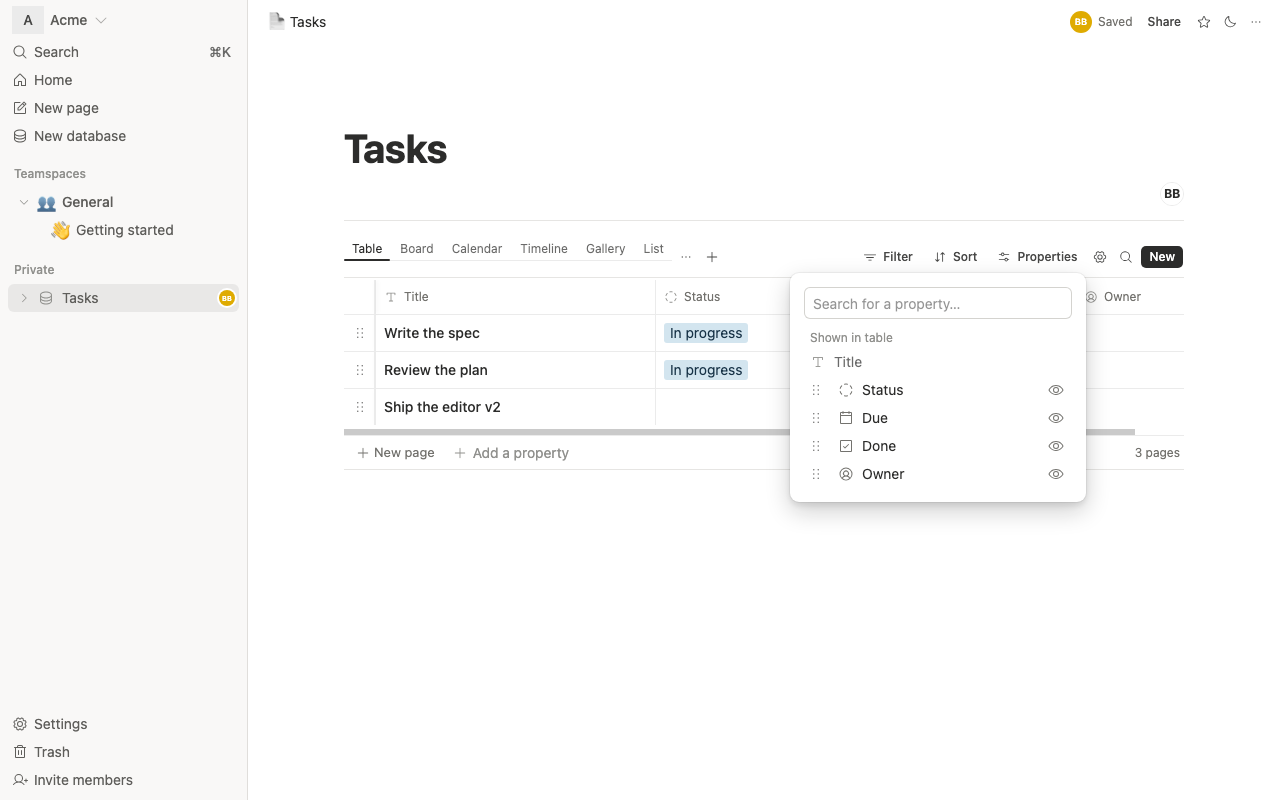 A Acme
Search ⌘K
Home
New page
New database
Teamspaces
General
Getting started
Private
Tasks BB
Settings
Trash
Invite members
Tasks
BB Saved Share
Tasks
BB
Table Board Calendar Timeline Gallery List
Filter Sort Properties New
Title Status Owner
Write the spec In progress
Review the plan In progress
Ship the editor v2
New page Add a property 3 pages
Search for a property...
Shown in table
Title
Status
Due
Done
Owner